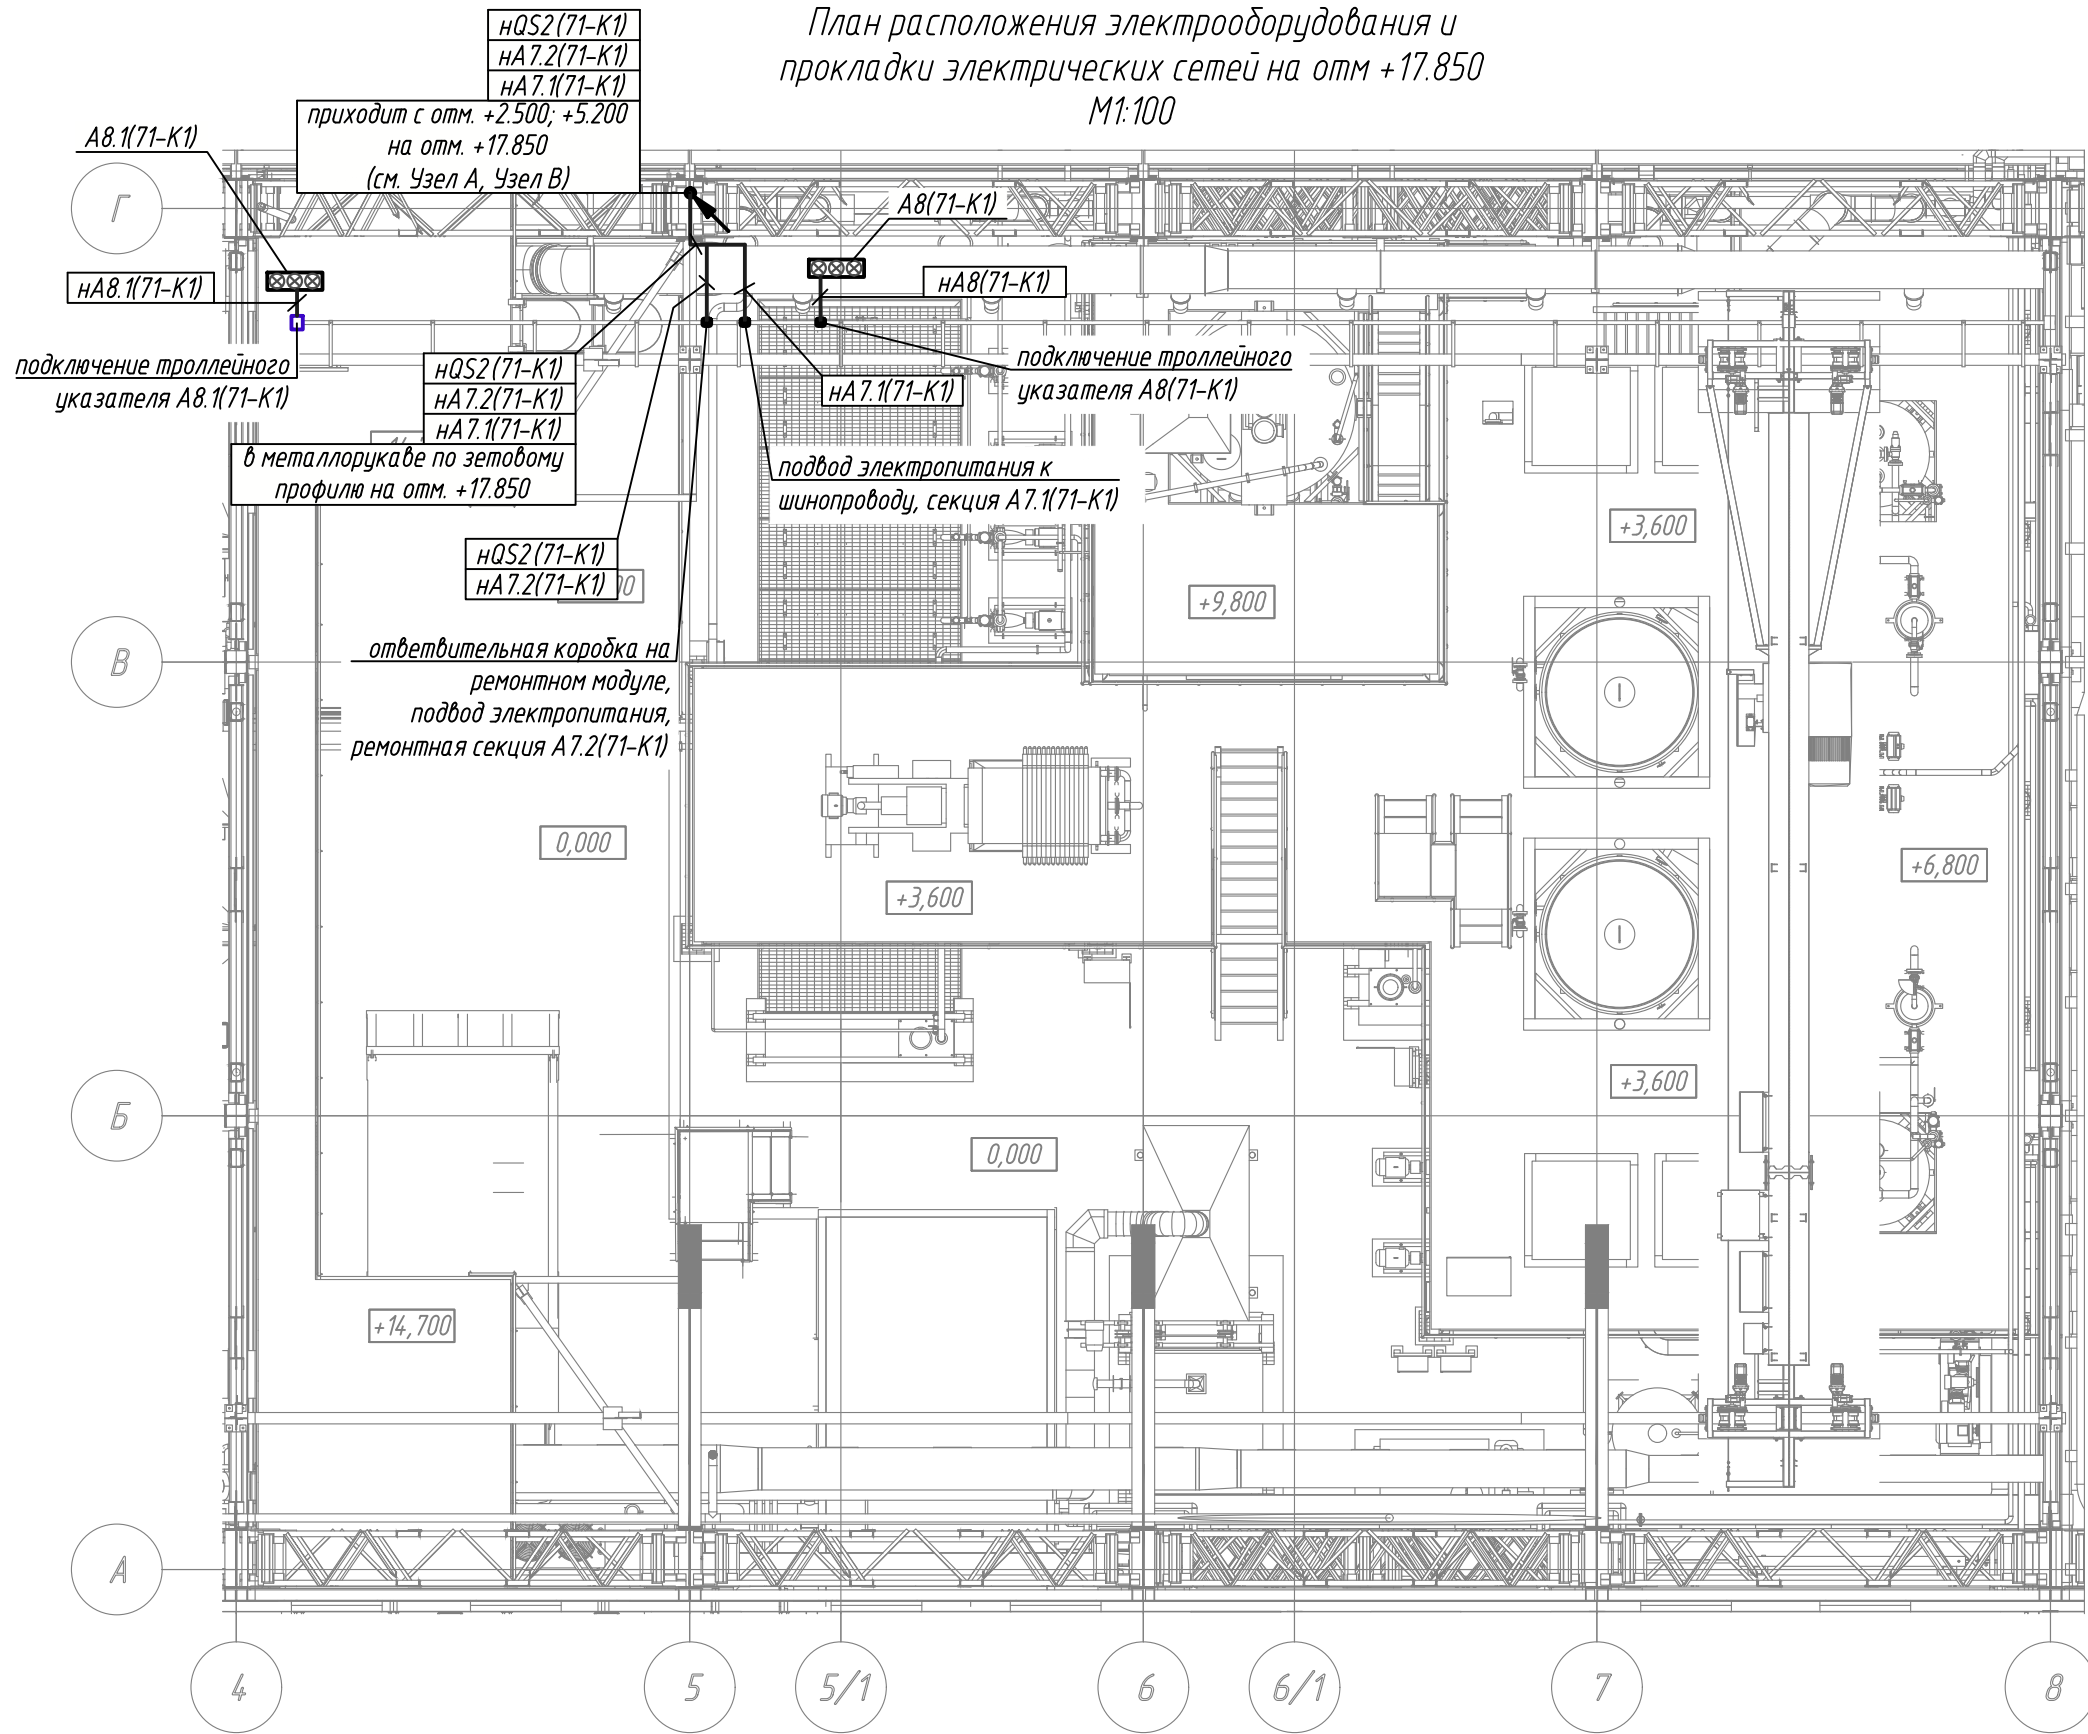 План расположения электрооборудования и
прокладки электрических сетей на отм +17.850
М1:100
нQS2(71-К1)
нА7.2(71-К1)
нА7.1(71-К1)
приходит с отм. +2.500; +5.200
на отм. +17.850
(см. Узел А, Узел В)
А8.1(71-К1)
Г
А8(71-К1)
нА8.1(71-К1)
нА8(71-К1)
подключение троллейного
указателя А8.1(71-К1)
нQS2(71-К1)
нА7.2(71-К1)
нА7.1(71-К1)
в металлорукаве по зетовому
профилю на отм. +17.850
нА7.1(71-К1)
подключение троллейного
указателя А8(71-К1)
подвод электропитания к
шинопроводу, секция А7.1(71-К1)
+3,600
нQS2(71-К1)
нА7.2(71-К1)
+9,800
В
ответвительная коробка на
ремонтном модуле,
подвод электропитания,
ремонтная секция А7.2(71-К1)
0,000
+3,600
+6,800
+3,600
Б
0,000
+14,700
А
4
5
5/1
6
6/1
7
8